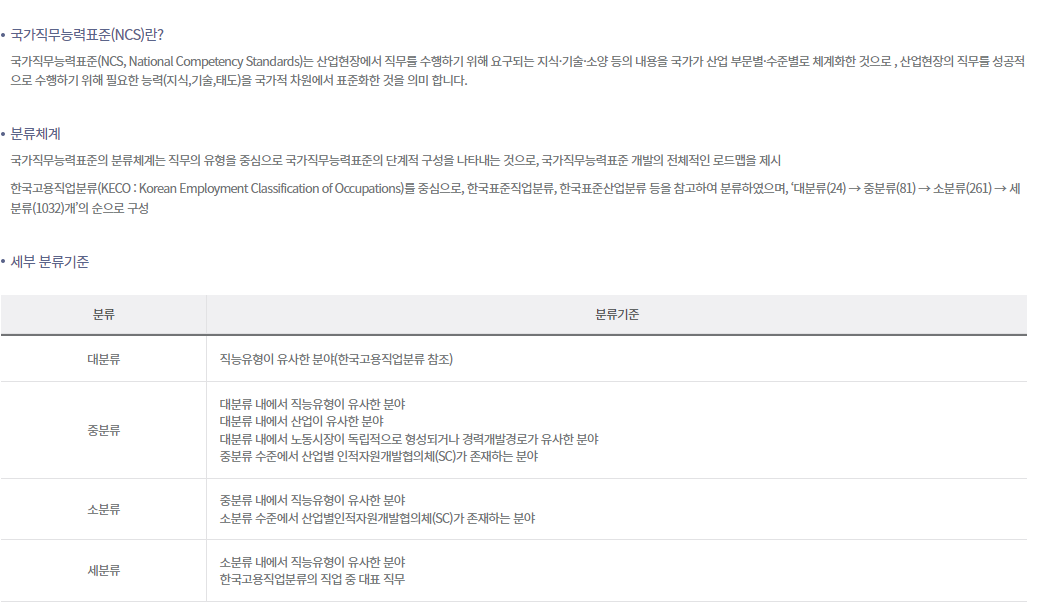 • 국가직무능력표준(NCS)란?
국가직무능력표준(NCS, National Competency Standards)는 산업현장에서 직무를 수행하기 위해 요구되는 지식·기술·소양 등의 내용을 국가가 산업 부문별·수준별로 체계화한 것으로 , 산업현장의 직무를 성공적
으로 수행하기 위해 필요한 능력(지식,기술,태도)을 국가적 차원에서 표준화한 것을 의미 합니다.
• 분류체계
국가직무능력표준의 분류체계는 직무의 유형을 중심으로 국가직무능력표준의 단계적 구성을 나타내는 것으로, 국가직무능력표준 개발의 전체적인 로드맵을 제시
한국고용직업분류(KECO : Korean Employment Classification of Occupations)를 중심으로, 한국표준직업분류, 한국표준산업분류 등을 참고하여 분류하였으며, ‘대분류(24) → 중분류(81) → 소분류(261) → 세
분류(1032)개’의 순으로 구성
• 세부 분류기준
분류 분류기준
대분류 직능유형이 유사한 분야(한국고용직업분류 참조)
중분류
대분류 내에서 직능유형이 유사한 분야
대분류 내에서 산업이 유사한 분야
대분류 내에서 노동시장이 독립적으로 형성되거나 경력개발경로가 유사한 분야
중분류 수준에서 산업별 인적자원개발협의체(SC)가 존재하는 분야
소분류
중분류 내에서 직능유형이 유사한 분야
소분류 수준에서 산업별인적자원개발협의체(SC)가 존재하는 분야
세분류
소분류 내에서 직능유형이 유사한 분야
한국고용직업분류의 직업 중 대표 직무